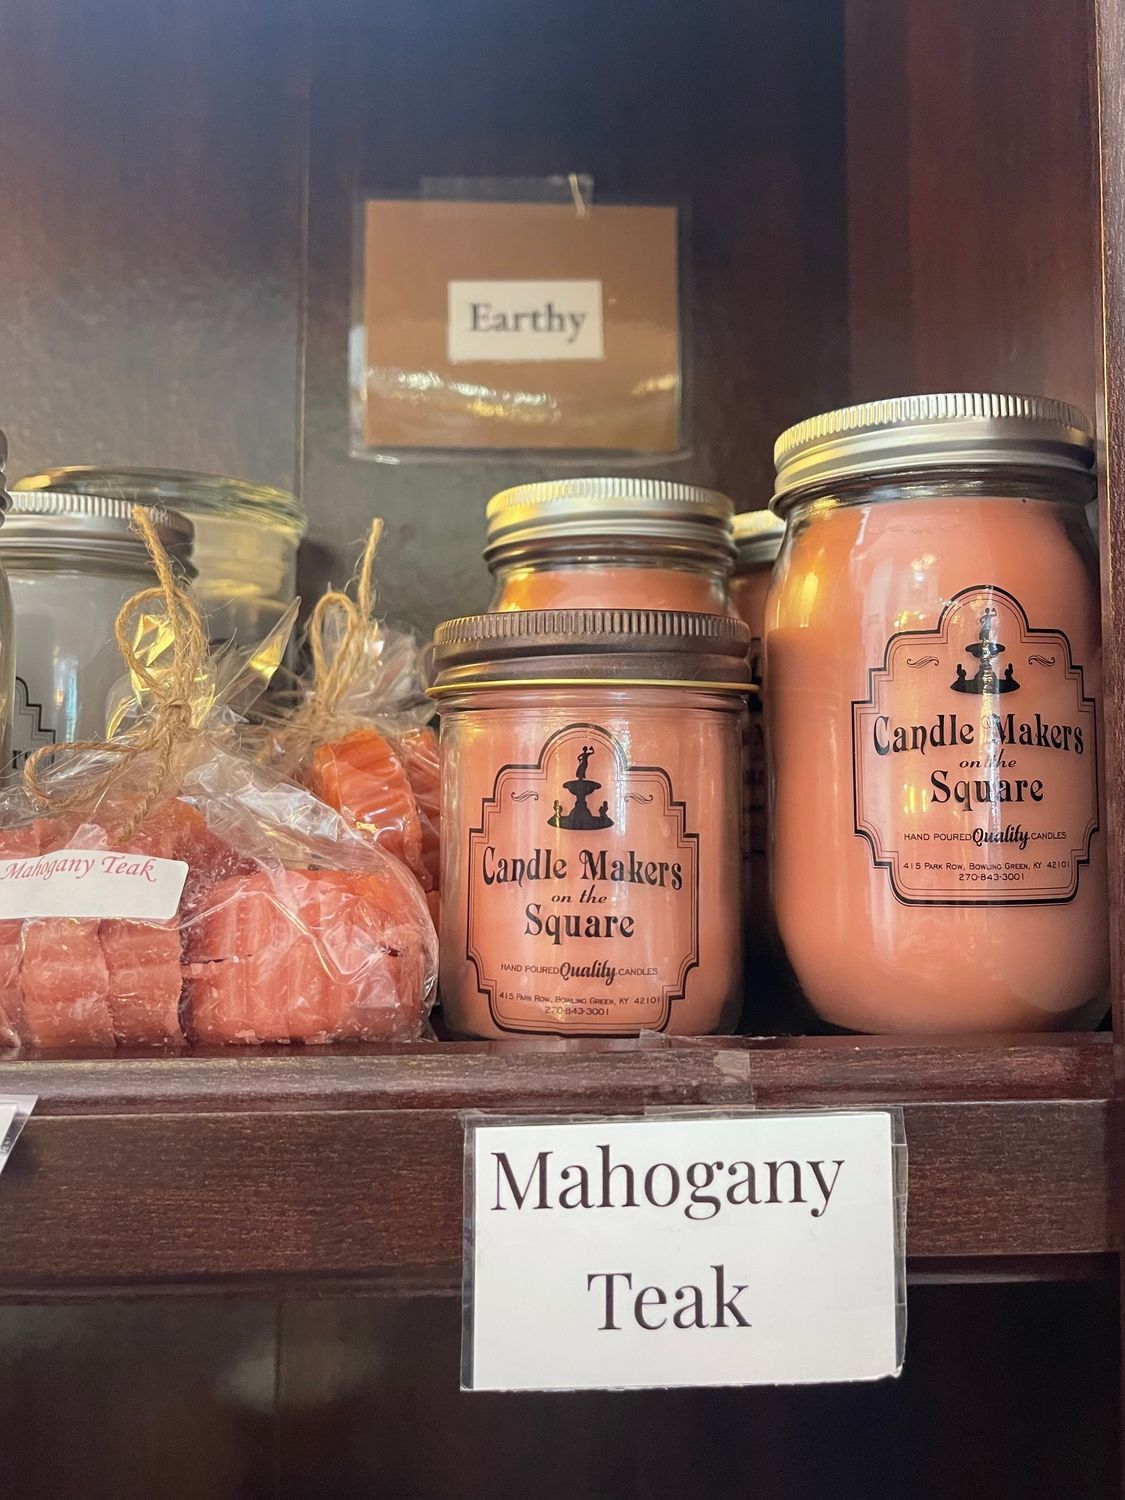 Earthy
Mahogany Teak
Candle Makers
on the
Square
HAND POURED Quality CANDLES
415 Park Row, Bowling Green, KY 42101
270-843-3001
Candle Makers
on the
Square
HAND POURED Quality CANDLES
415 Park Row, Bowling Green, KY 42101
270-843-3001
Mahogany
Teak